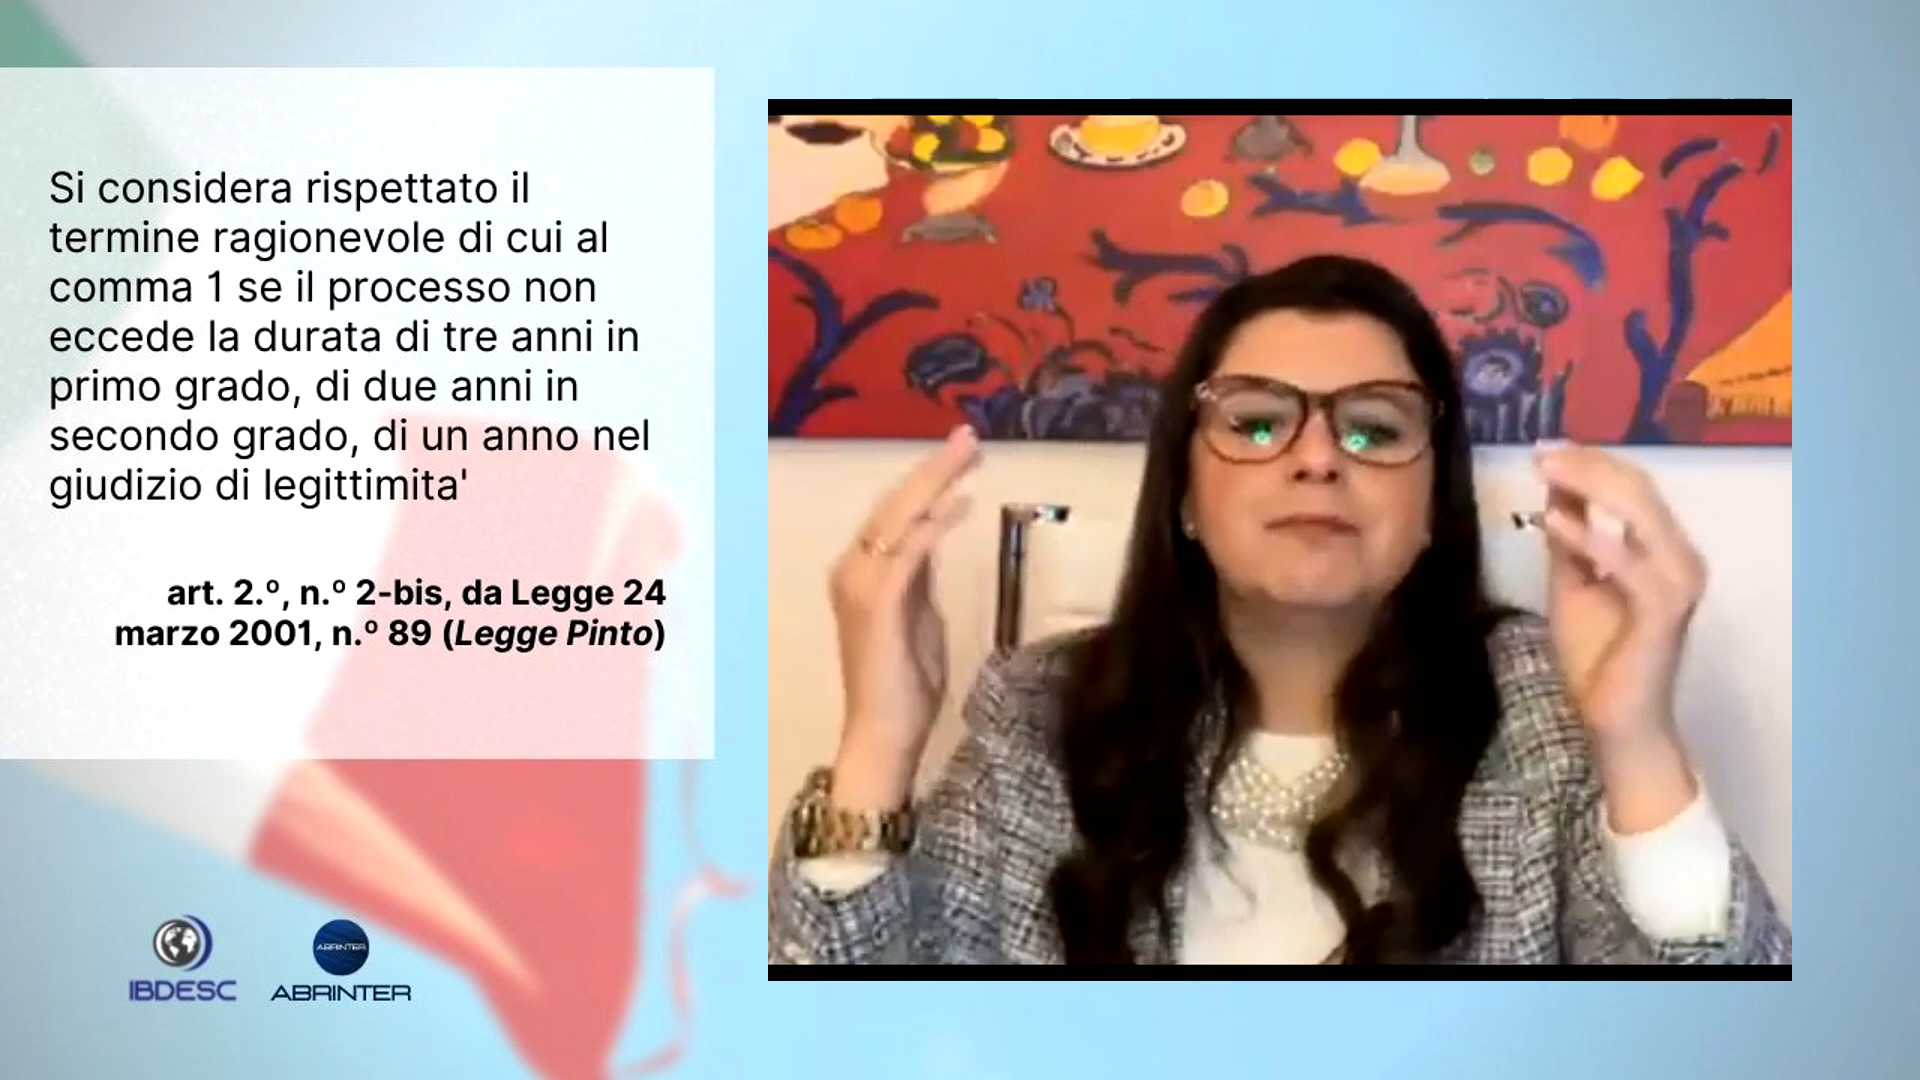 Si considera rispettato il
termine ragionevole di cui al
comma 1 se il processo non
eccede la durata di tre anni in
primo grado, di due anni in
secondo grado, di un anno nel
giudizio di legittimita'
art. 2.º, n.º 2-bis, da Legge 24
marzo 2001, n.º 89 (Legge Pinto)
IBDESC
ABRINTER
ABRINTER